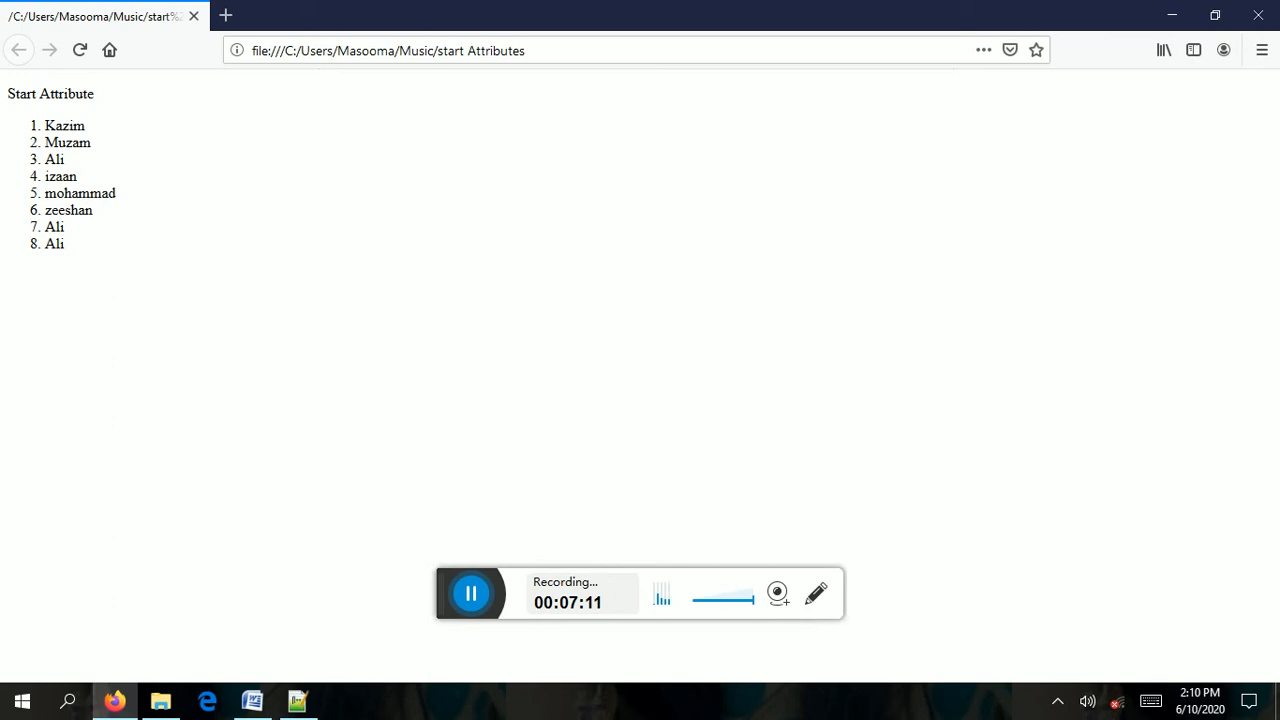 /C:/Users/Masooma/Music/start%2
file:///C:/Users/Masooma/Music/start Attributes
Start Attribute
1. Kazim
2. Muzam
3. Ali
4. izaan
5. mohammad
6. zeeshan
7. Ali
8. Ali
Recording...
00:07:11
2:10 PM
6/10/2020